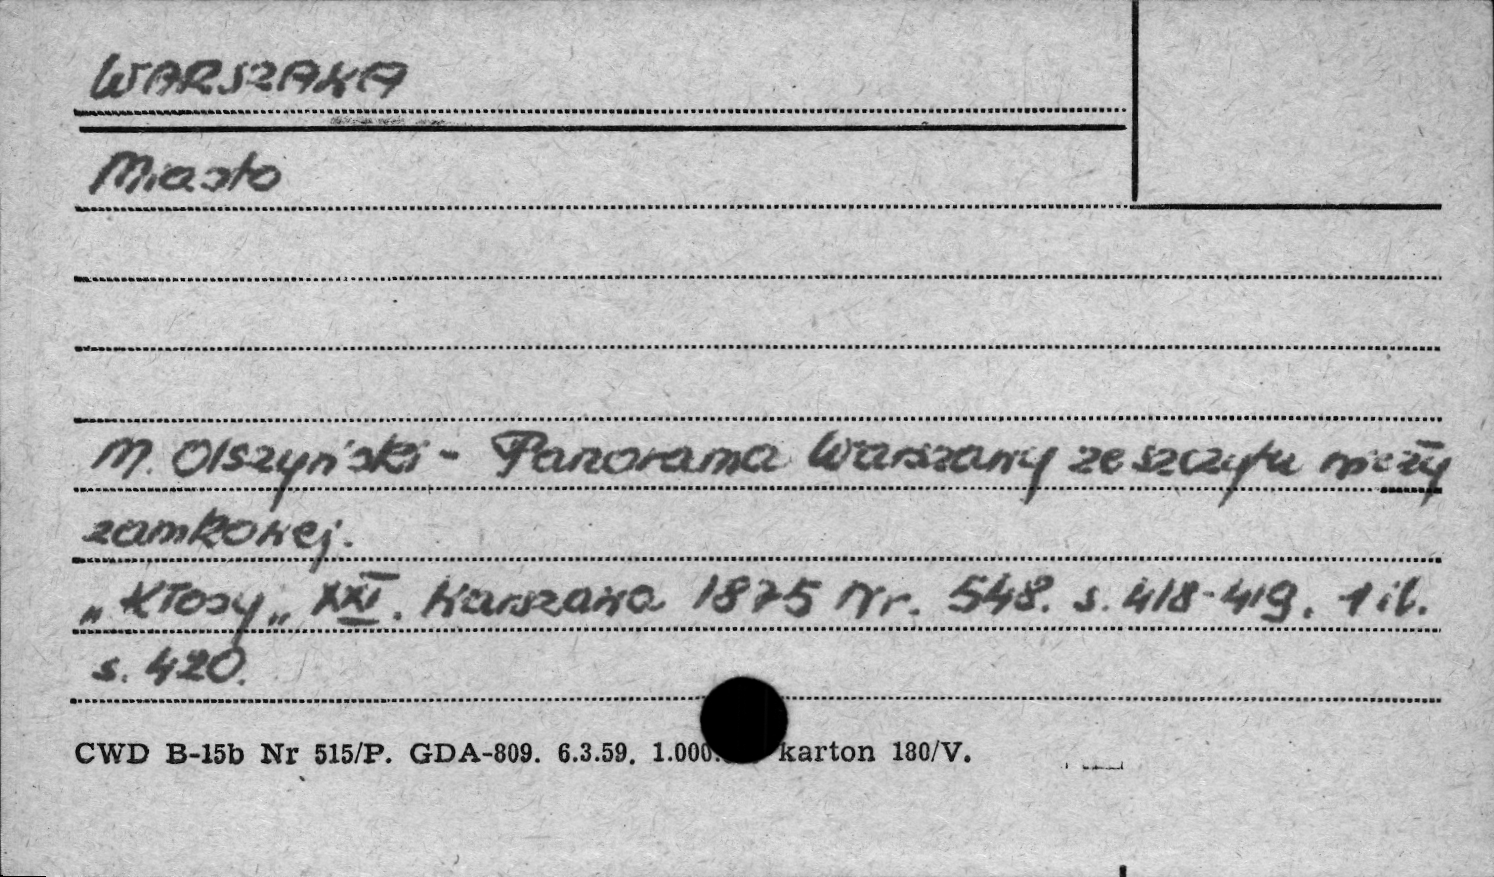 WARSZAWA
Miasto
M. Olszyński - Panorama Warszawy ze szczytu wieży
zamkowej.
„Kłosy„ XXI. Warszawa 1875 Nr. 548. s. 418-419. 1 il.
s. 420.
CWD B-15b Nr 515/P. GDA-809. 6.3.59. 1.000. karton 180/V.